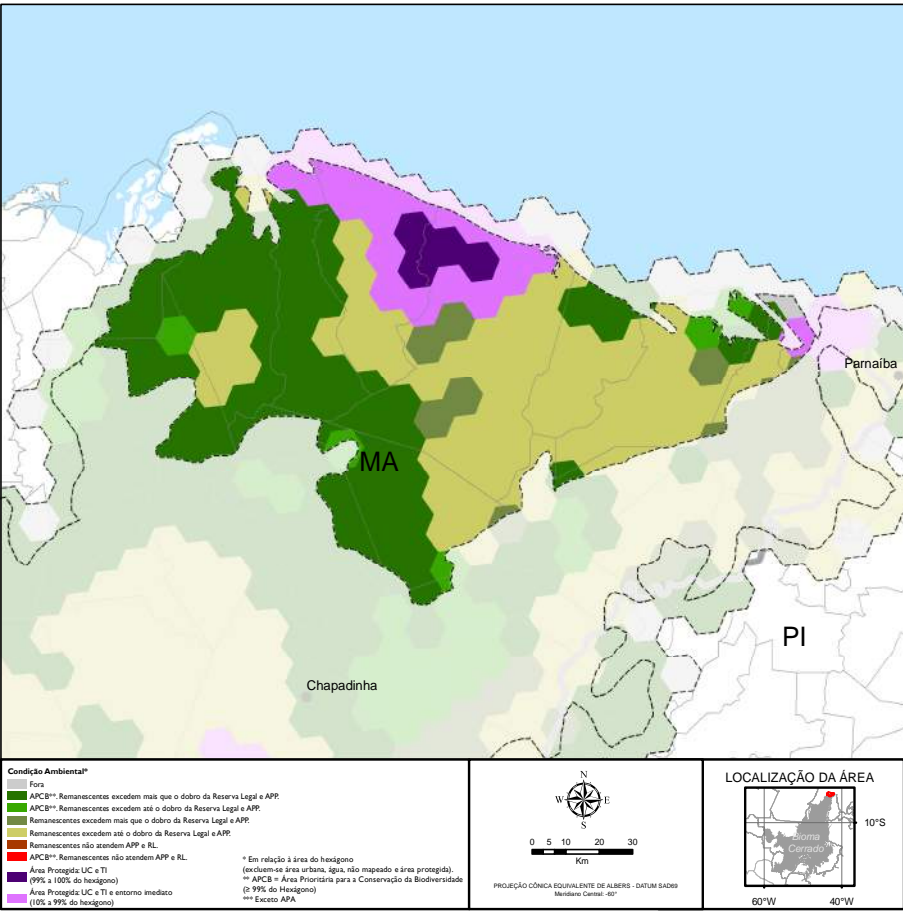 Parnaíba
MA
PI
Chapadinha
Condição Ambiental*
Fora
APCB**. Remanescentes excedem mais que o dobro da Reserva Legal e APP.
APCB**. Remanescentes excedem até o dobro da Reserva Legal e APP.
Remanescentes excedem mais que o dobro da Reserva Legal e APP.
Remanescentes excedem até o dobro da Reserva Legal e APP.
Remanescentes não atendem APP e RL.
APCB**. Remanescentes não atendem APP e RL.
Área Protegida: UC e TI
(99% a 100% do hexágono)
Área Protegida: UC e TI e entorno imediato
(10% a 99% do hexágono)
* Em relação à área do hexágono
(excluem-se área urbana, água, não mapeado e área protegida).
** APCB = Área Prioritária para a Conservação da Biodiversidade
(≥ 99% do Hexágono)
*** Exceto APA
N
W E
S
0 5 10 20 30
Km
PROJEÇÃO CÔNICA EQUIVALENTE DE ALBERS - DATUM SAD69
Meridiano Central: -60°
LOCALIZAÇÃO DA ÁREA
10°S
Bioma
Cerrado
60°W 40°W